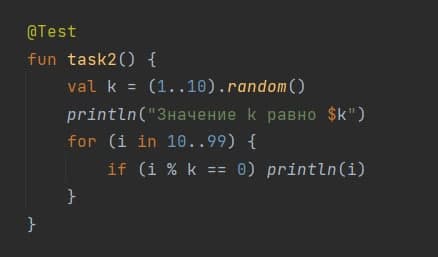 @Test
fun task2() {
val k = (1..10).random()
println("Значение k равно $k")
for (i in 10..99) {
if (i % k == 0) println(i)
}
}